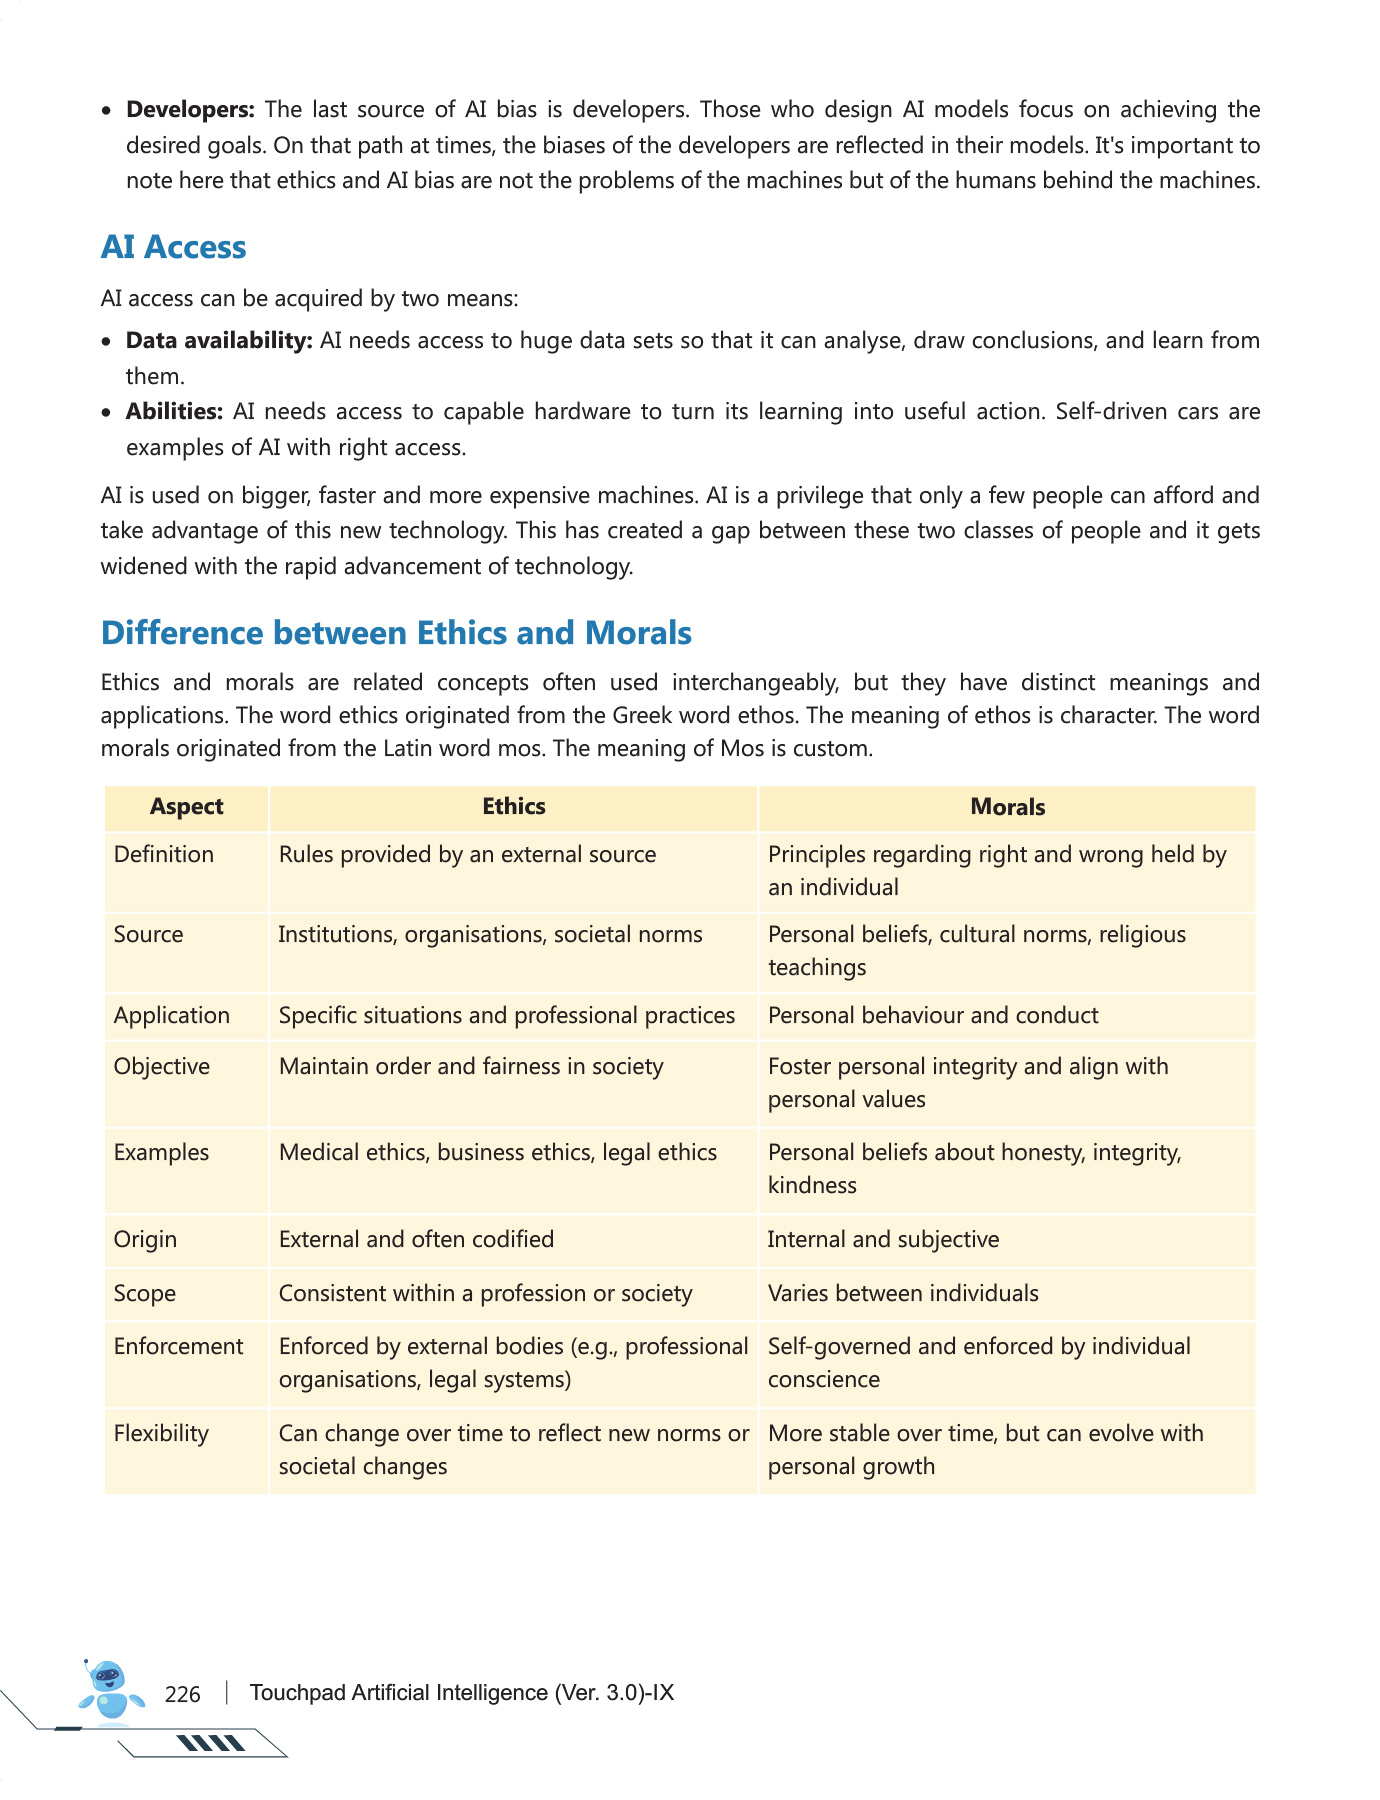 • Developers: The last source of AI bias is developers. Those who design AI models focus on achieving the
desired goals. On that path at times, the biases of the developers are reflected in their models. It's important to
note here that ethics and AI bias are not the problems of the machines but of the humans behind the machines.
AI Access
AI access can be acquired by two means:
• Data availability: AI needs access to huge data sets so that it can analyse, draw conclusions, and learn from
them.
• Abilities: AI needs access to capable hardware to turn its learning into useful action. Self-driven cars are
examples of AI with right access.
AI is used on bigger, faster and more expensive machines. AI is a privilege that only a few people can afford and
take advantage of this new technology. This has created a gap between these two classes of people and it gets
widened with the rapid advancement of technology.
Difference between Ethics and Morals
Ethics and morals are related concepts often used interchangeably, but they have distinct meanings and
applications. The word ethics originated from the Greek word ethos. The meaning of ethos is character. The word
morals originated from the Latin word mos. The meaning of Mos is custom.
Aspect Ethics Morals
Definition Rules provided by an external source Principles regarding right and wrong held by
an individual
Source Institutions, organisations, societal norms Personal beliefs, cultural norms, religious
teachings
Application Specific situations and professional practices Personal behaviour and conduct
Objective Maintain order and fairness in society Foster personal integrity and align with
personal values
Examples Medical ethics, business ethics, legal ethics Personal beliefs about honesty, integrity,
kindness
Origin External and often codified Internal and subjective
Scope Consistent within a profession or society Varies between individuals
Enforcement Enforced by external bodies (e.g., professional Self-governed and enforced by individual
organisations, legal systems) conscience
Flexibility Can change over time to reflect new norms or More stable over time, but can evolve with
societal changes personal growth
226 | Touchpad Artificial Intelligence (Ver. 3.0)-IX